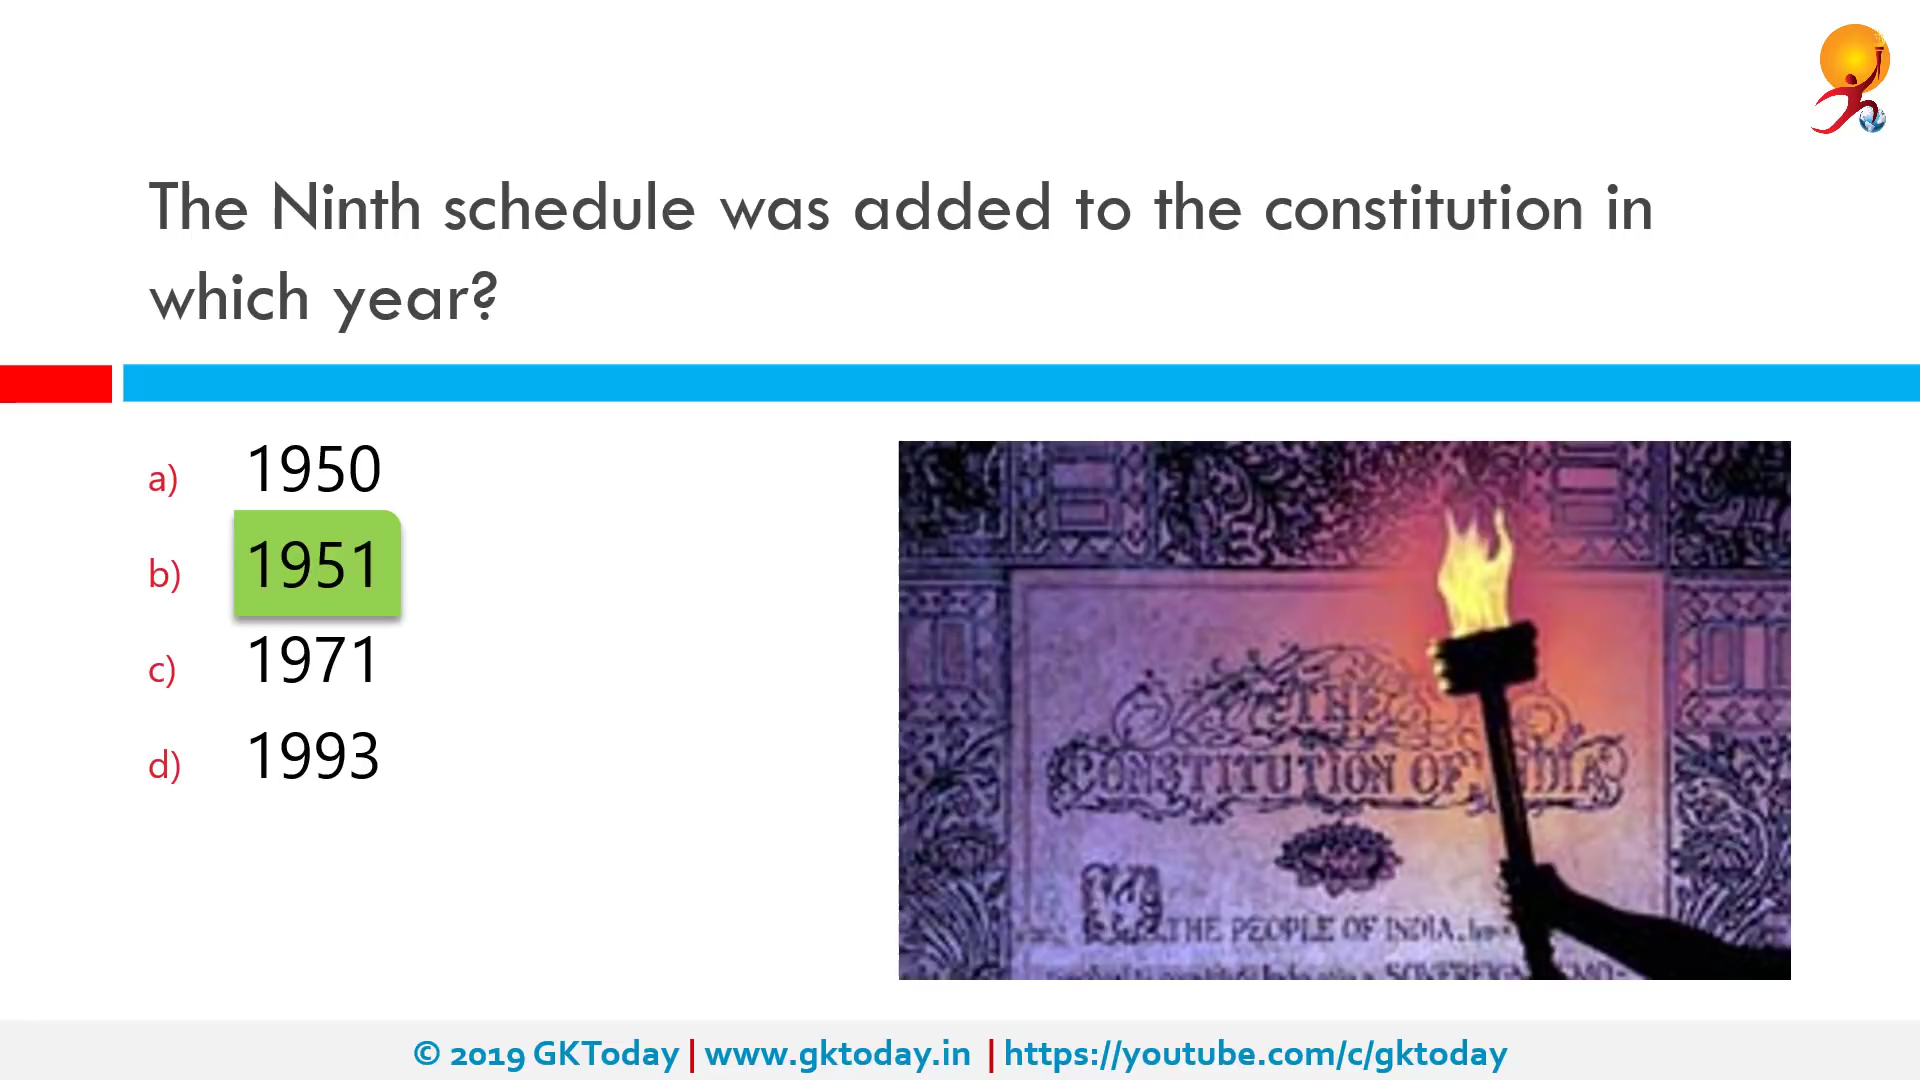 The Ninth schedule was added to the constitution in
which year?
a) 1950
b) 1951
c) 1971
d) 1993
THE
CONSTITUTION OF INDIA
THE PEOPLE OF INDIA,
© 2019 GKToday | www.gktoday.in | https://youtube.com/c/gktoday